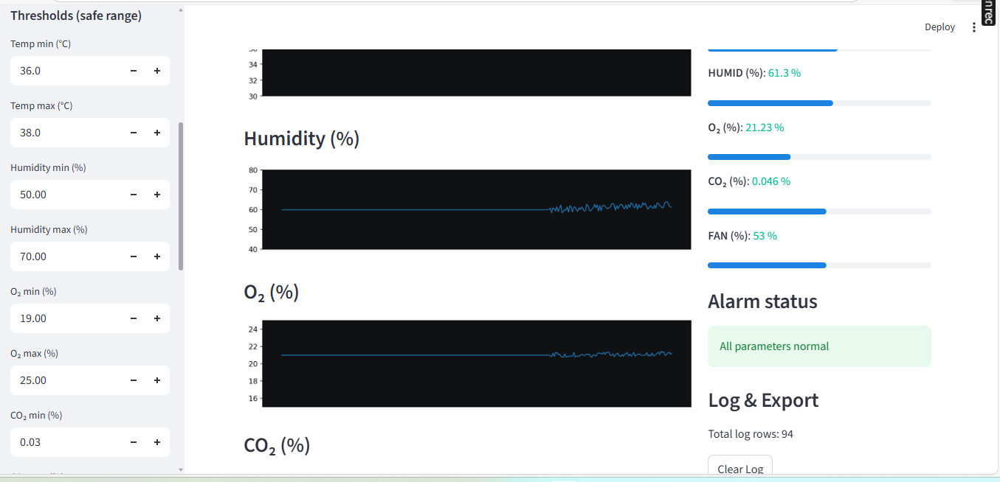 Thresholds (safe range)
Temp min (°C)
36.0
Temp max (°C)
38.0
Humidity min (%)
50.00
Humidity max (%)
70.00
O₂ min (%)
19.00
O₂ max (%)
25.00
CO₂ min (%)
0.03
34
32
30
Humidity (%)
80
70
60
50
40
O₂ (%)
24
22
20
18
16
CO₂ (%)
Deploy
HUMID (%): 61.3 %
O₂ (%): 21.23 %
CO₂ (%): 0.046 %
FAN (%): 53 %
Alarm status
All parameters normal
Log & Export
Total log rows: 94
Clear Log